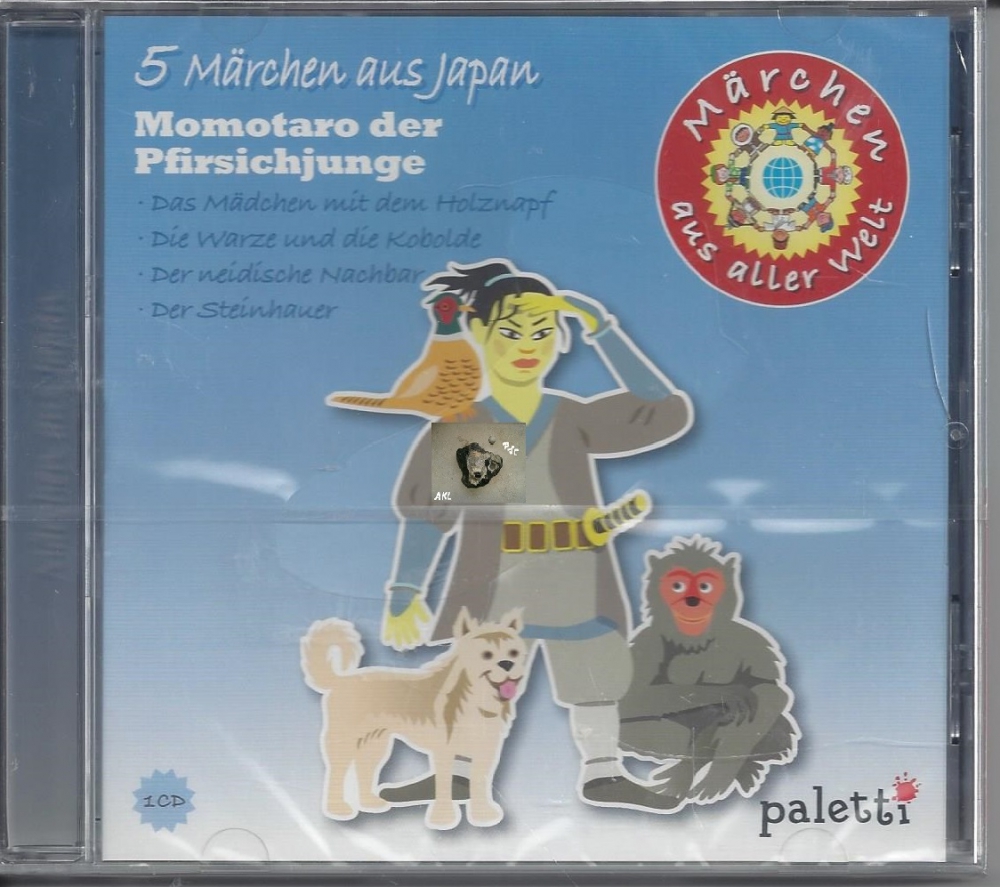 5 Märchen aus Japan
Momotaro der
Pfirsichjunge
· Das Mädchen mit dem Holznapf
· Die Warze und die Kobolde
· Der neidische Nachbar
· Der Steinhauer
Märchen
aus aller Welt
AKL
1CD
paletti